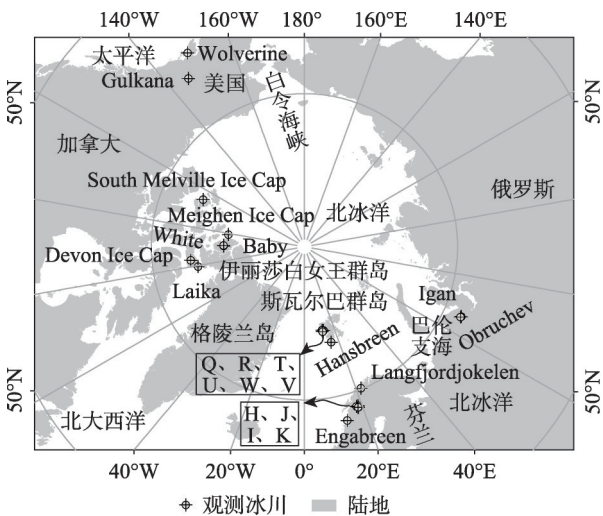 140°W 160°W 180° 160°E 140°E
太平洋 Wolverine
Gulkana 美国
50°N 50°N
白令海峡
加拿大
South Melville Ice Cap
俄罗斯
Meighen Ice Cap 北冰洋
White Baby
Devon Ice Cap
伊丽莎白女王群岛
Laika
斯瓦尔巴群岛
Igan
格陵兰岛
巴伦支海
Obruchev
Hansbreen
Q、R、T、
U、W、V
Langfjordjokelen
50°N 50°N
北大西洋
H、J、
I、K
芬兰
北冰洋
Engabreen
40°W 20°W 0° 20°E 40°E
观测冰川 陆地